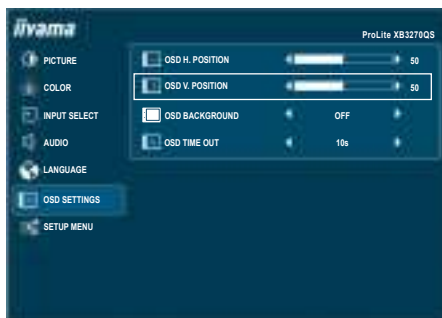 iiyama
ProLite XB3270QS
PICTURE
COLOR
INPUT SELECT
AUDIO
LANGUAGE
OSD SETTINGS
SETUP MENU
OSD H. POSITION 50
OSD V. POSITION 50
OSD BACKGROUND OFF
OSD TIME OUT 10s